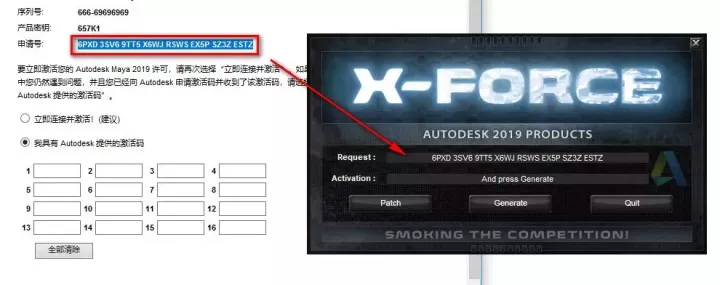 序列号: 666-69696969
产品密钥: 657K1
申请号: 6PXD 3SV6 9TT5 X6WJ RSWS EX5P SZ3Z ESTZ
要立即激活您的 Autodesk Maya 2019 许可，请再次选择“立即连接并激活”。如果
中您仍然遇到问题，并且您已经向 Autodesk 申请激活码并收到了该激活码，请选
Autodesk 提供的激活码”。
立即连接并激活! (建议)
我具有 Autodesk 提供的激活码
1 2 3 4
5 6 7 8
9 10 11 12
13 14 15 16
全部清除
X-FORCE
AUTODESK 2019 PRODUCTS
Request : 6PXD 3SV6 9TT5 X6WJ RSWS EX5P SZ3Z ESTZ
Activation : And press Generate
Patch Generate Quit
SMOKING THE COMPETITION!